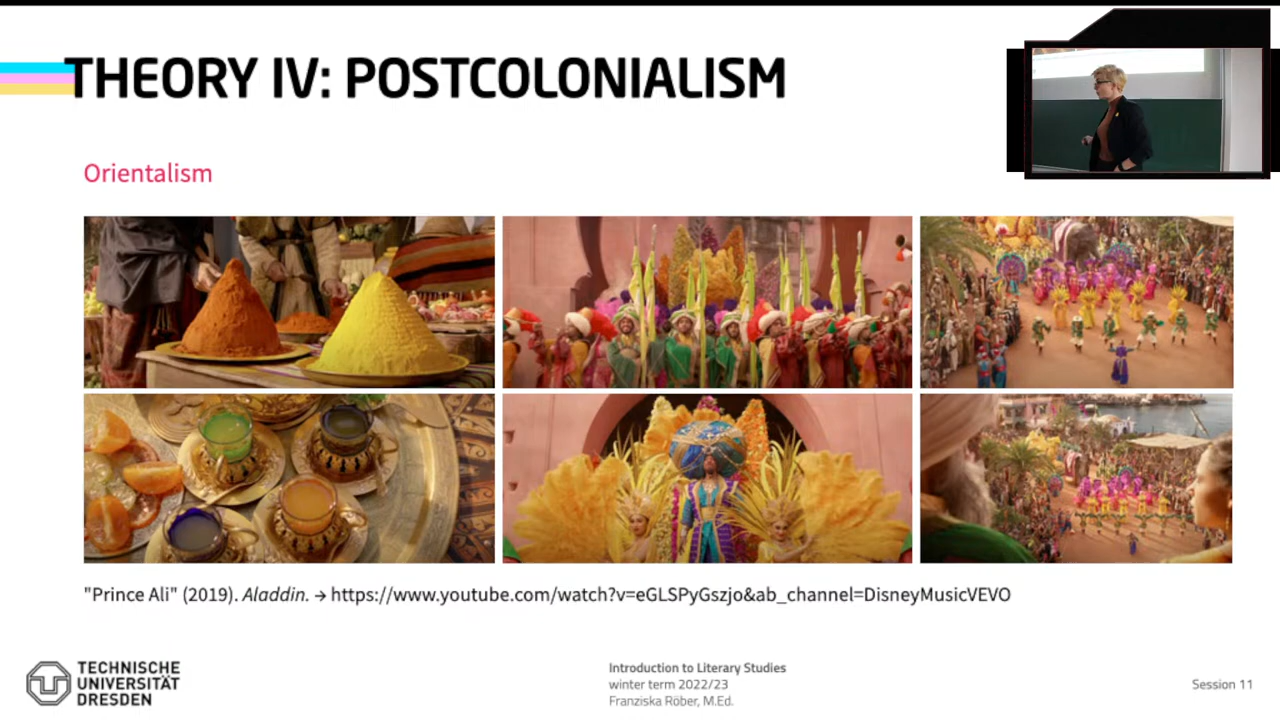 THEORY IV: POSTCOLONIALISM
Orientalism
"Prince Ali" (2019). Aladdin. → https://www.youtube.com/watch?v=eGLSPyGszjo&ab_channel=DisneyMusicVEVO
TECHNISCHE
UNIVERSITÄT
DRESDEN
Introduction to Literary Studies
winter term 2022/23
Franziska Röber, M.Ed.
Session 11